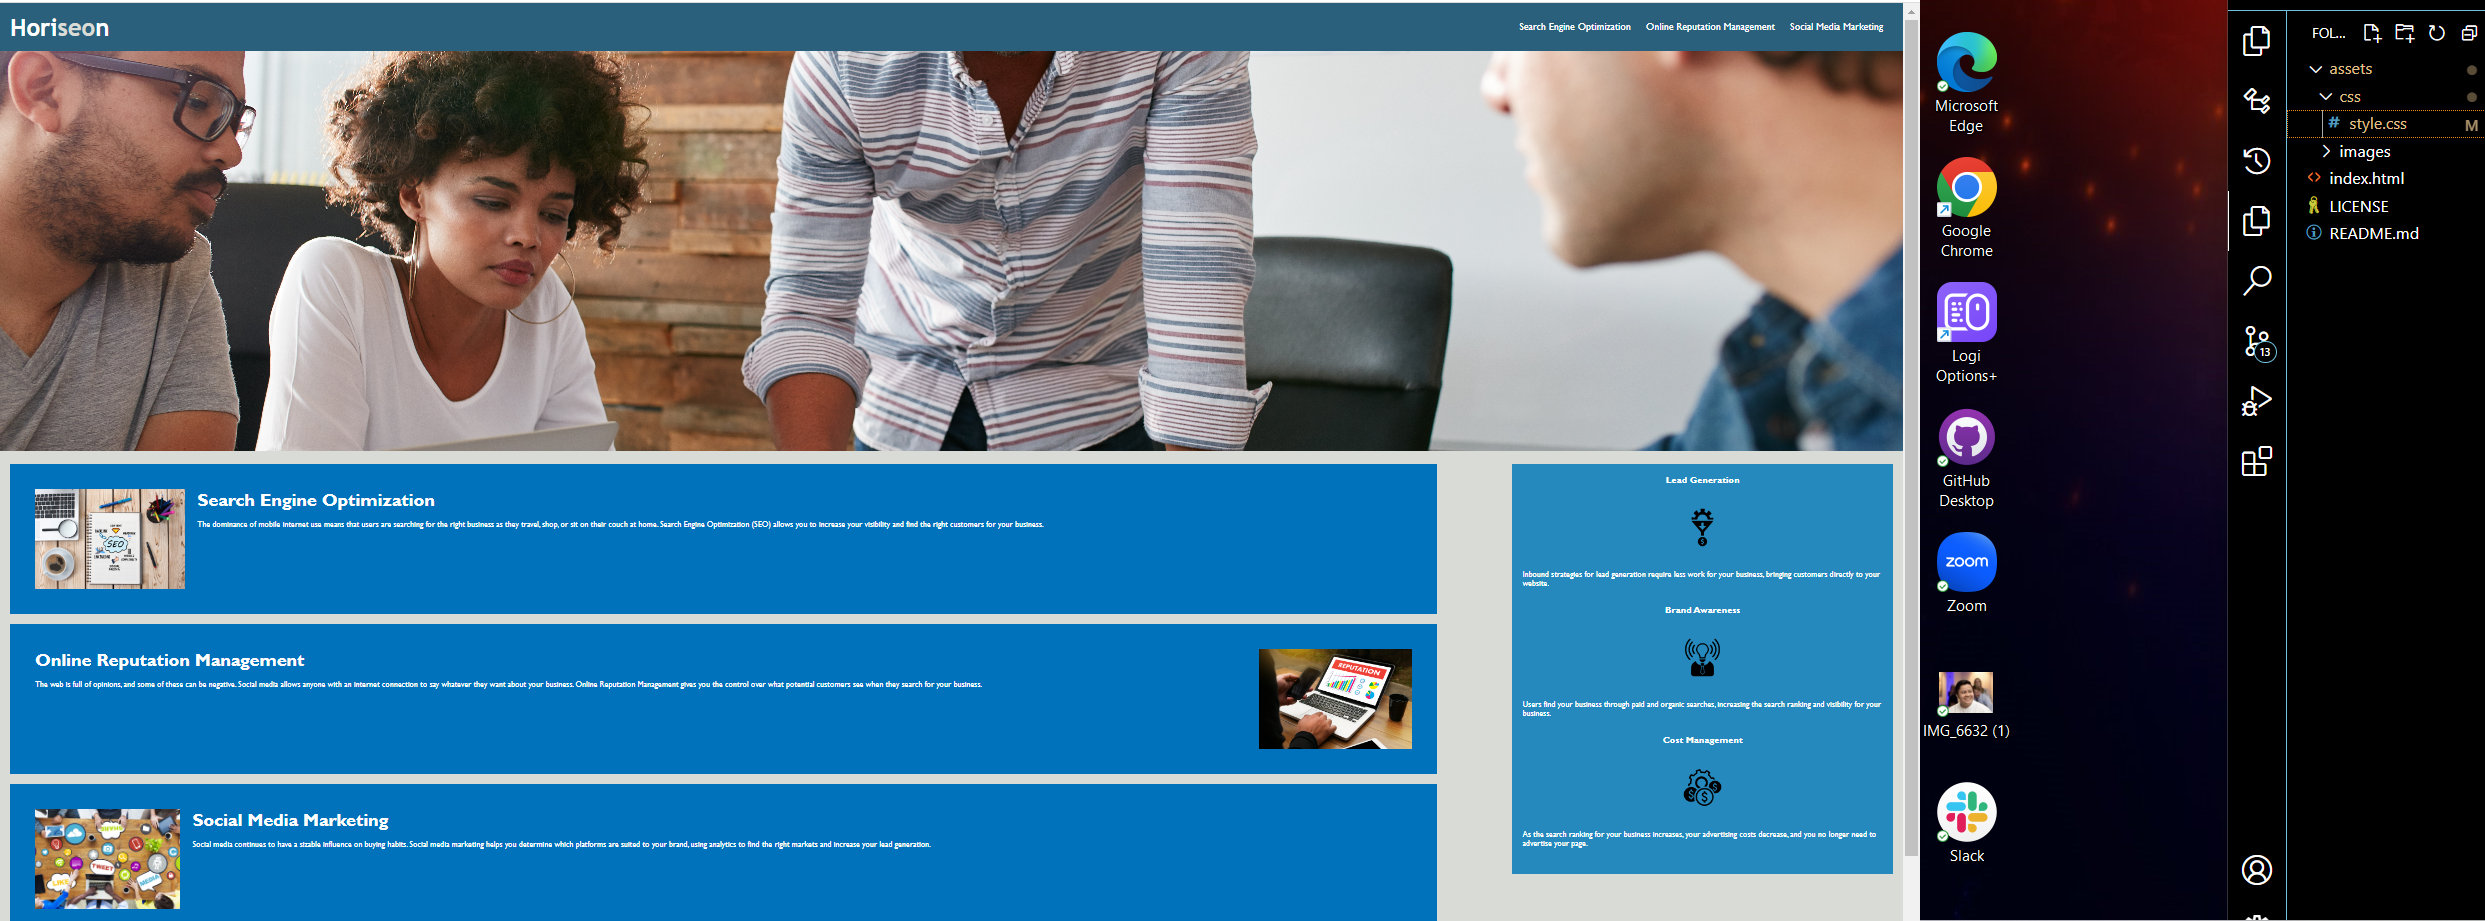 Horiseon
Search Engine Optimization
Online Reputation Management
Social Media Marketing
Search Engine Optimization
The dominance of mobile internet use means that users are searching for the right business as they travel, shop, or sit on their couch at home. Search Engine Optimization (SEO) allows you to increase your visibility and find the right customers for your business.
SEO
Online Reputation Management
The web is full of opinions, and some of these can be negative. Social media allows anyone with an internet connection to say whatever they want about your business. Online Reputation Management gives you the control over what potential customers see when they search for your business.
REPUTATION
Social Media Marketing
Social media continues to have a sizable influence on buying habits. Social media marketing helps you determine which platforms are suited to your brand, using analytics to find the right markets and increase your lead generation.
SHARE
TWEET
LIKE
MEDIA
Lead Generation
Inbound strategies for lead generation require less work for your business, bringing customers directly to your
website.
Brand Awareness
Users find your business through paid and organic searches, increasing the search ranking and visibility for your
business.
Cost Management
As the search ranking for your business increases, your advertising costs decrease, and you no longer need to
advertise your page.
Microsoft
Edge
Google
Chrome
Logi
Options+
GitHub
Desktop
zoom
Zoom
IMG_6632 (1)
Slack
13
FOL...
assets
css
# style.css M
images
index.html
LICENSE
README.md